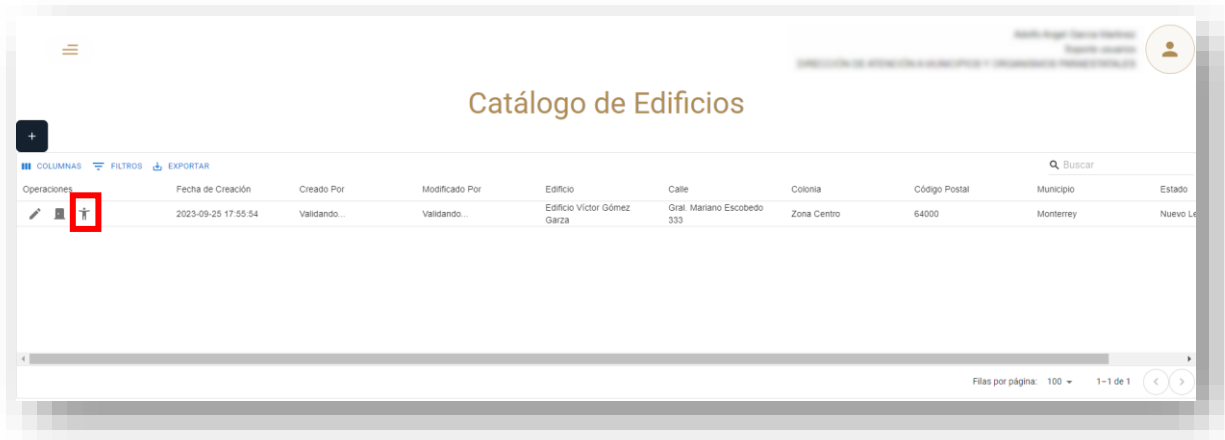 Catálogo de Edificios
+
COLUMNAS FILTROS EXPORTAR Buscar
Operaciones Fecha de Creación Creado Por Modificado Por Edificio Calle Colonia Código Postal Municipio Estado
2023-09-25 17:55:54 Validando... Validando... Edificio Víctor Gómez Gral. Mariano Escobedo Zona Centro 64000 Monterrey Nuevo Le
Garza 333
Filas por página: 100 1-1 de 1